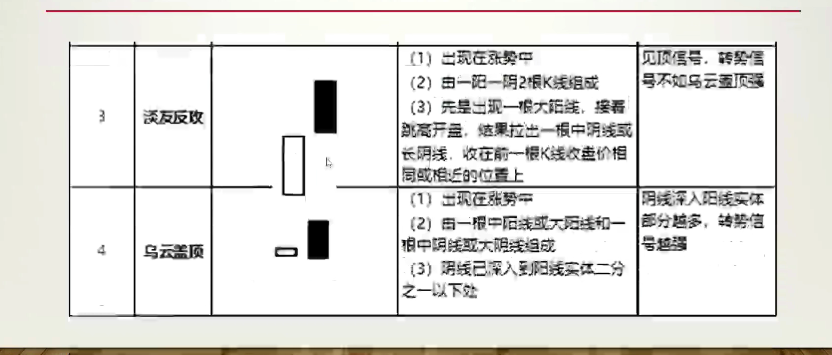 3
淡友反攻
（1）出现在涨势中
（2）由一阳一阴2根K线组成
（3）先是出现一根大阳线，接着
跳高开盘，结果拉出一根中阴线或
长阴线，收在前一根K线收盘价相
同或相近的位置上
见顶信号，转势信
号不如乌云盖顶强
4
乌云盖顶
（1）出现在涨势中
（2）由一根中阳线或大阳线和一
根中阴线或大阴线组成
（3）阴线已深入到阳线实体二分
之一以下处
阴线深入阳线实体
部分越多，转势信
号越强